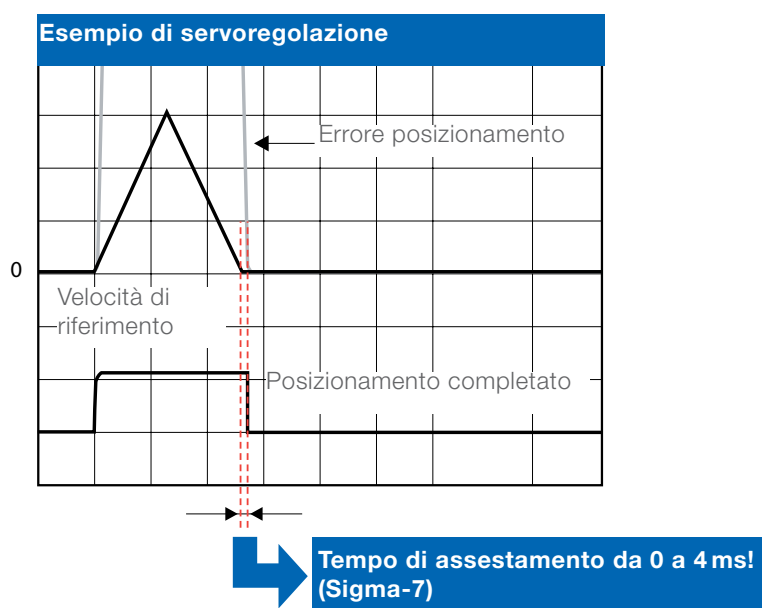 Esempio di servoregolazione
Errore posizionamento
0
Velocità di
riferimento
Posizionamento completato
Tempo di assestamento da 0 a 4 ms!
(Sigma-7)